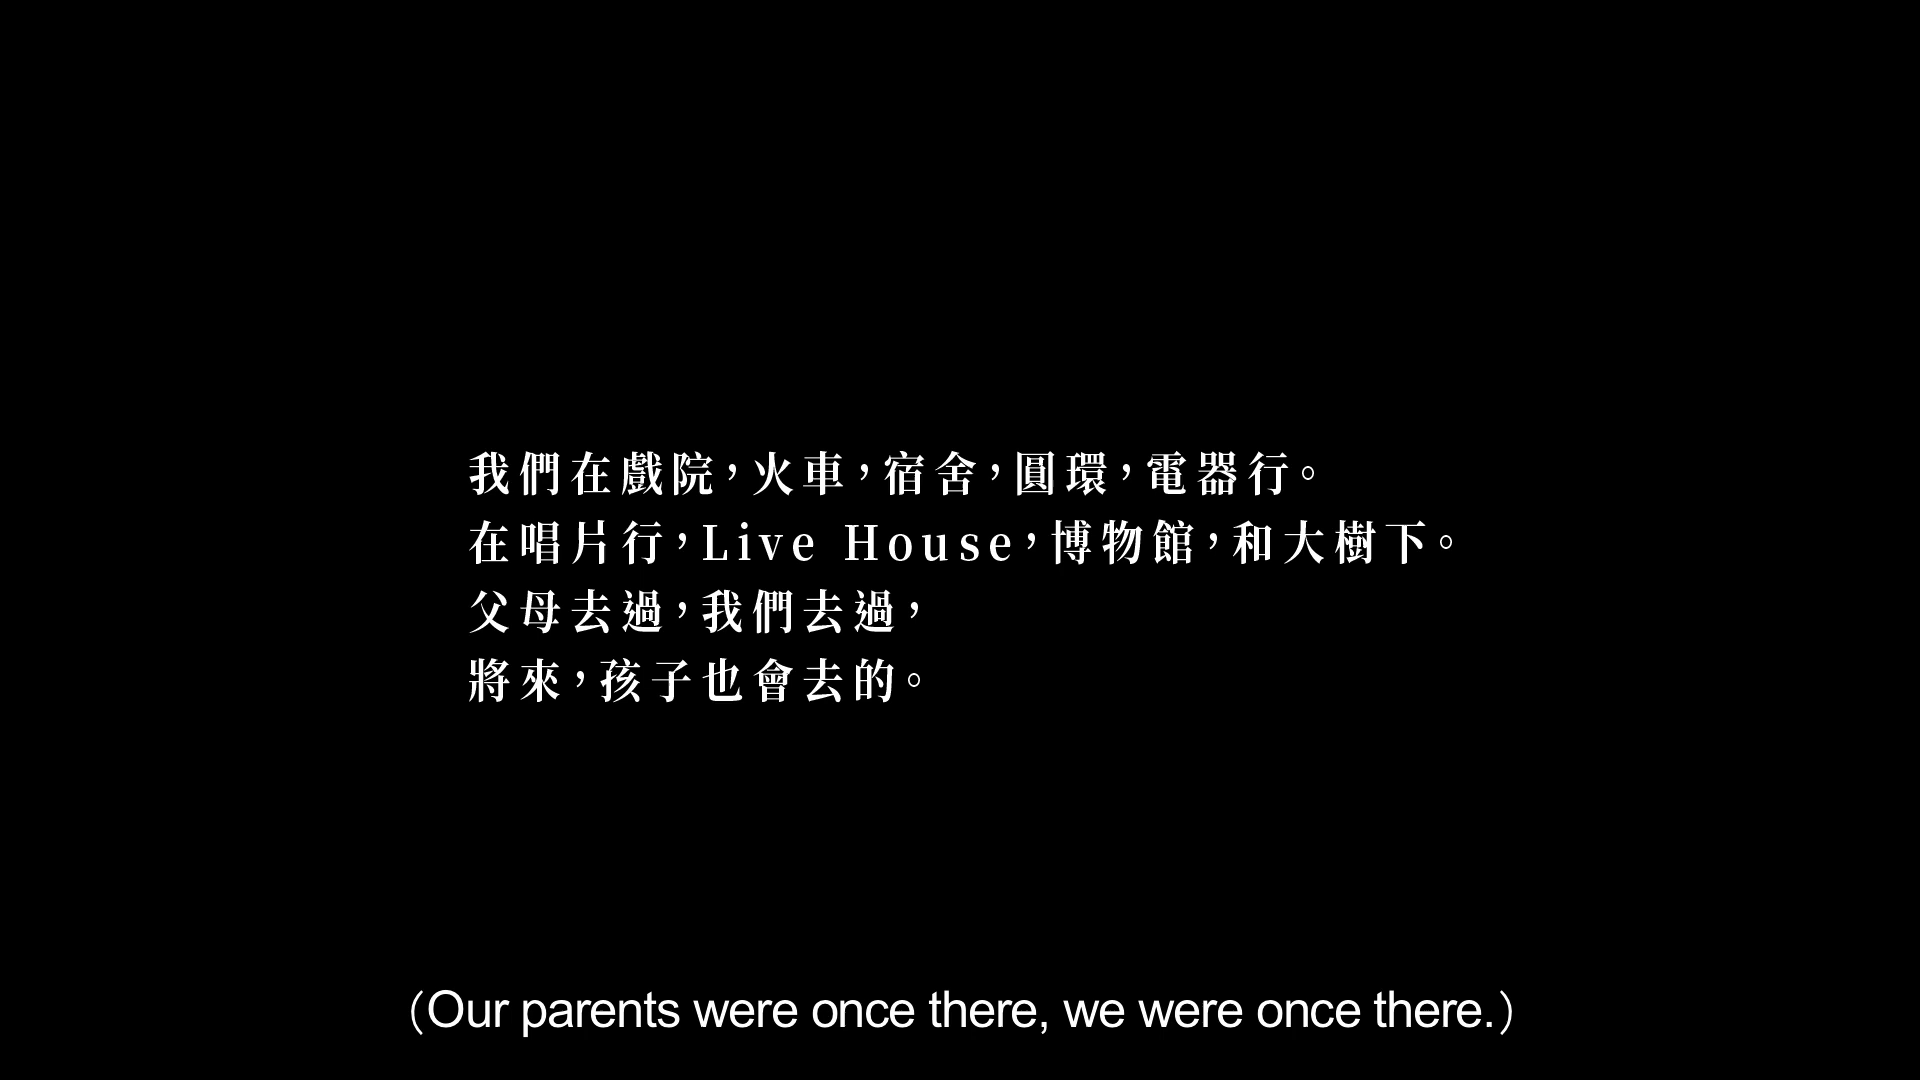 我們在戲院，火車，宿舍，圓環，電器行。
在唱片行，Live House，博物館，和大樹下。
父母去過，我們去過，
將來，孩子也會去的。
（Our parents were once there, we were once there.）